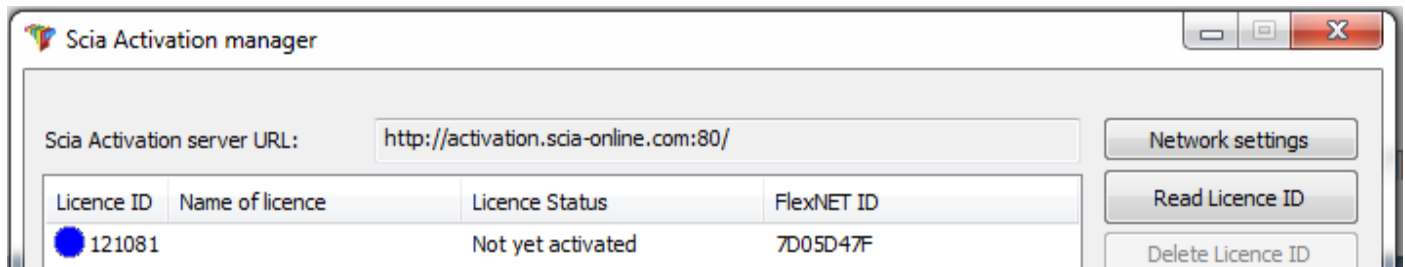 Scia Activation manager
Scia Activation server URL: http://activation.scia-online.com:80/ Network settings
Licence ID Name of licence Licence Status FlexNET ID Read Licence ID
121081 Not yet activated 7D05D47F Delete Licence ID